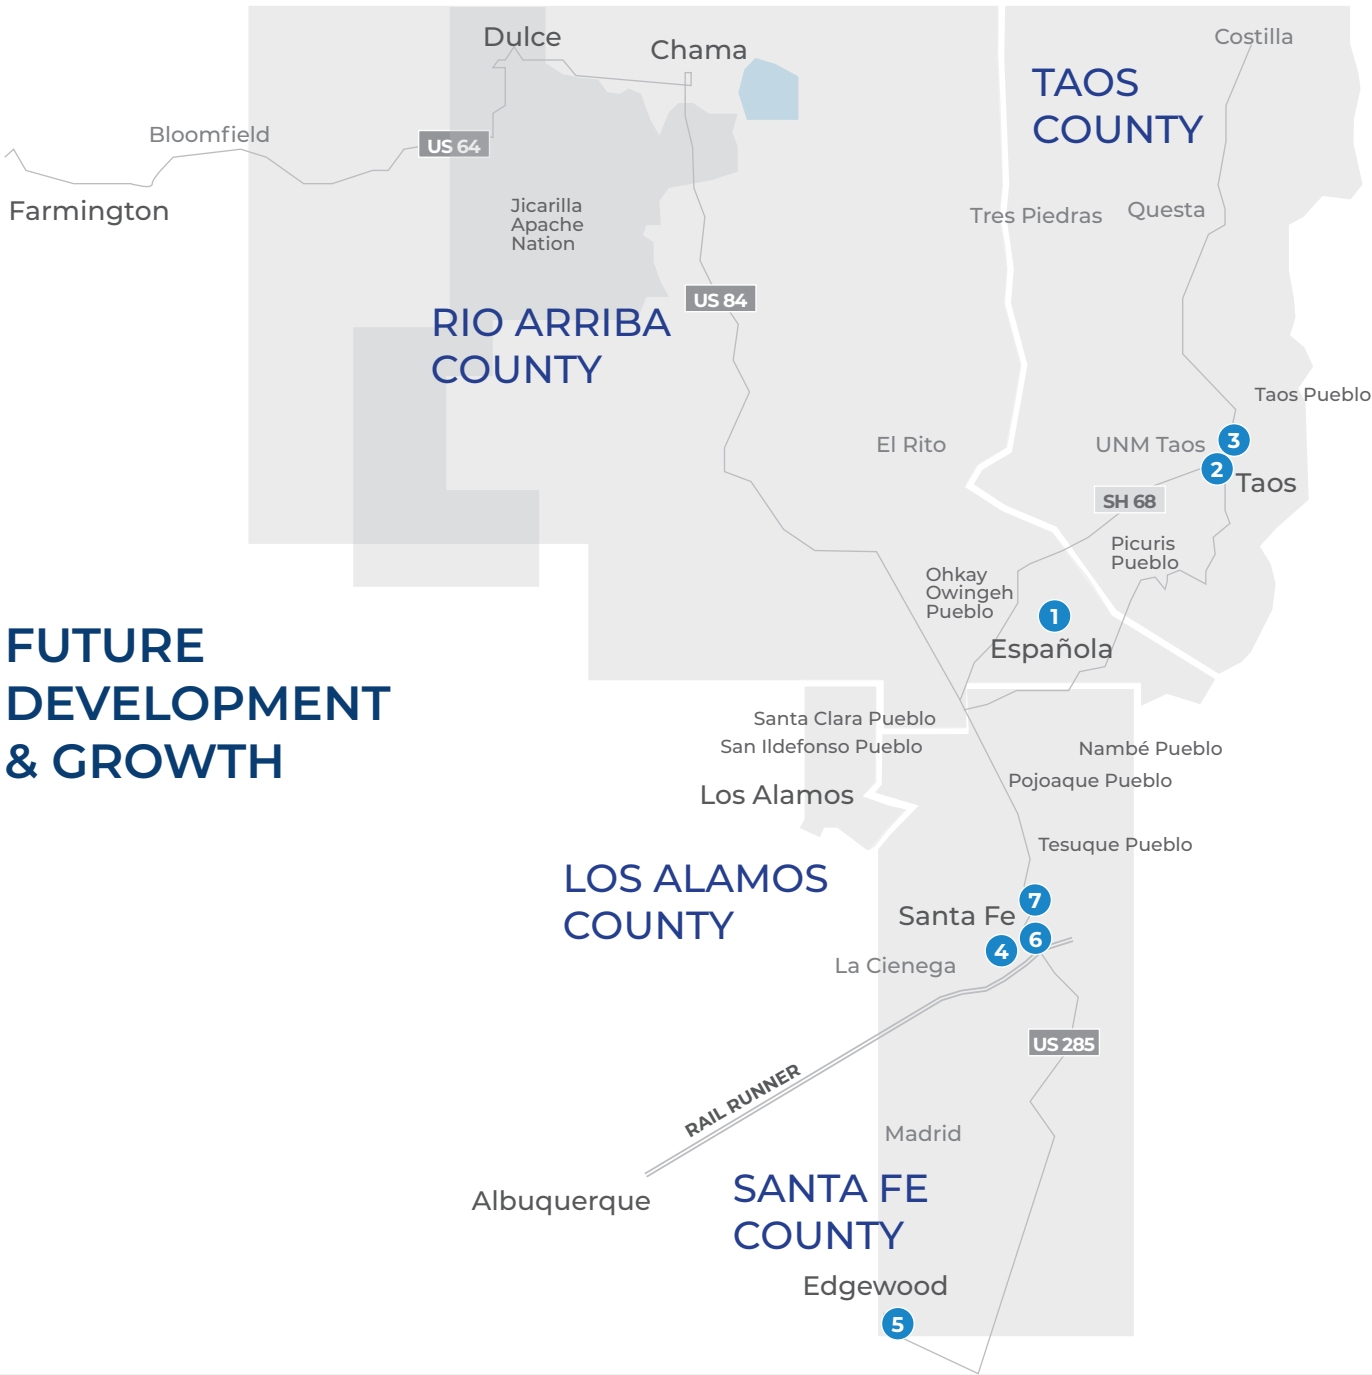 Dulce
Chama
Costilla
TAOS
COUNTY
Bloomfield
US 64
Farmington
Jicarilla
Apache
Nation
Tres Piedras
Questa
US 84
RIO ARRIBA
COUNTY
Taos Pueblo
El Rito
UNM Taos
3
2
Taos
SH 68
Picuris
Pueblo
Ohkay
Owingeh
Pueblo
1
Española
FUTURE
DEVELOPMENT
& GROWTH
Santa Clara Pueblo
San Ildefonso Pueblo
Nambé Pueblo
Pojoaque Pueblo
Los Alamos
Tesuque Pueblo
LOS ALAMOS
COUNTY
7
Santa Fe
6
4
La Cienega
US 285
RAIL RUNNER
Madrid
Albuquerque
SANTA FE
COUNTY
Edgewood
5